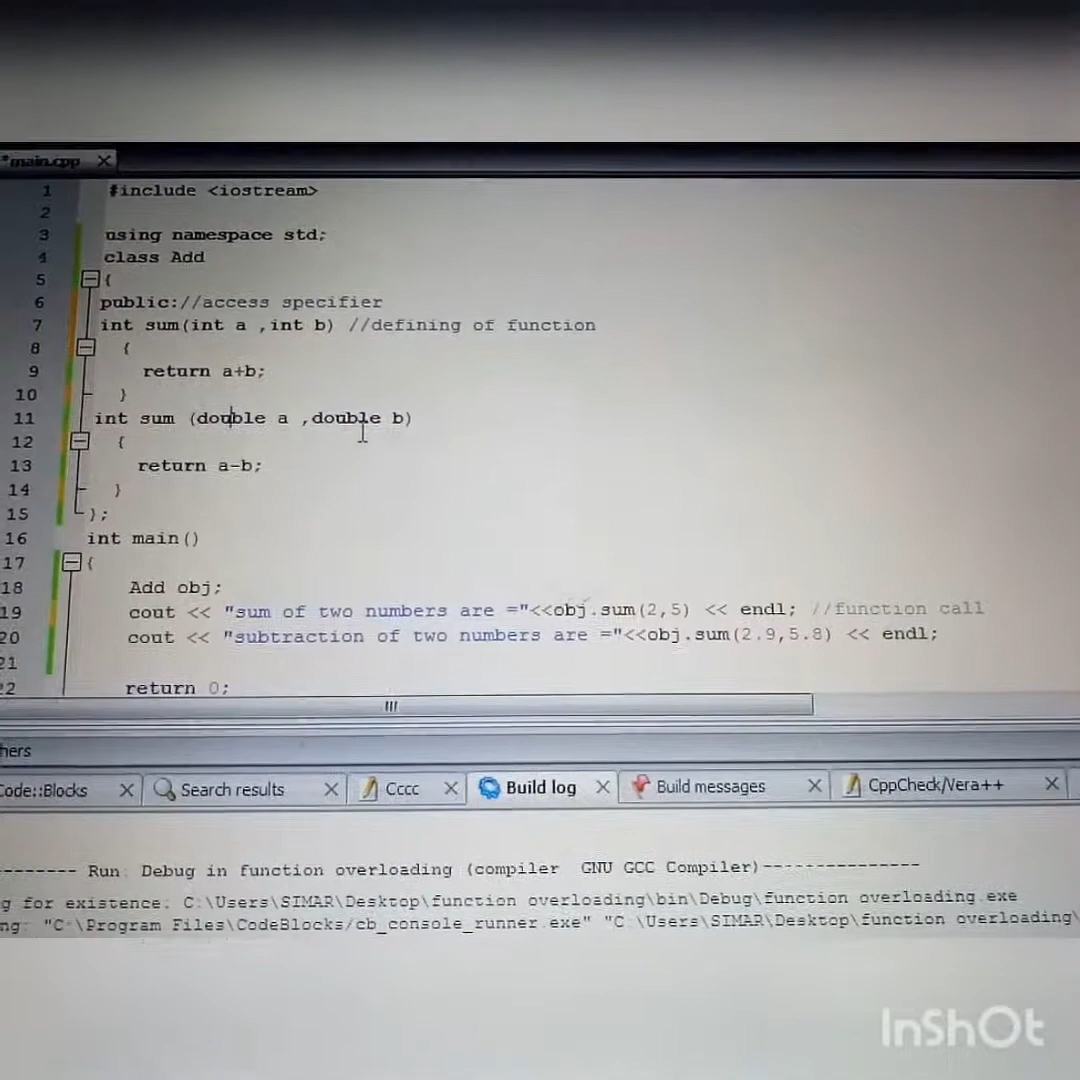 *main.cpp X
1 #include <iostream>
2
3 using namespace std;
4 class Add
5 {
6 public://access specifier
7 int sum(int a ,int b) //defining of function
8 {
9 return a+b;
10 }
11 int sum (double a ,double b)
12 {
13 return a-b;
14 }
15 };
16 int main()
17 {
18 Add obj;
19 cout << "sum of two numbers are ="<<obj.sum(2,5) << endl; //function call
20 cout << "subtraction of two numbers are ="<<obj.sum(2.9,5.8) << endl;
21
22 return 0;
hers
Code::Blocks X Search results X Cccc X Build log X Build messages X CppCheck/Vera++ X
-------- Run: Debug in function overloading (compiler GNU GCC Compiler)---------------
g for existence: C:\Users\SIMAR\Desktop\function overloading\bin\Debug\function overloading.exe
ng: "C:\Program Files\CodeBlocks/cb_console_runner.exe" "C:\Users\SIMAR\Desktop\function overloading\
InShOt